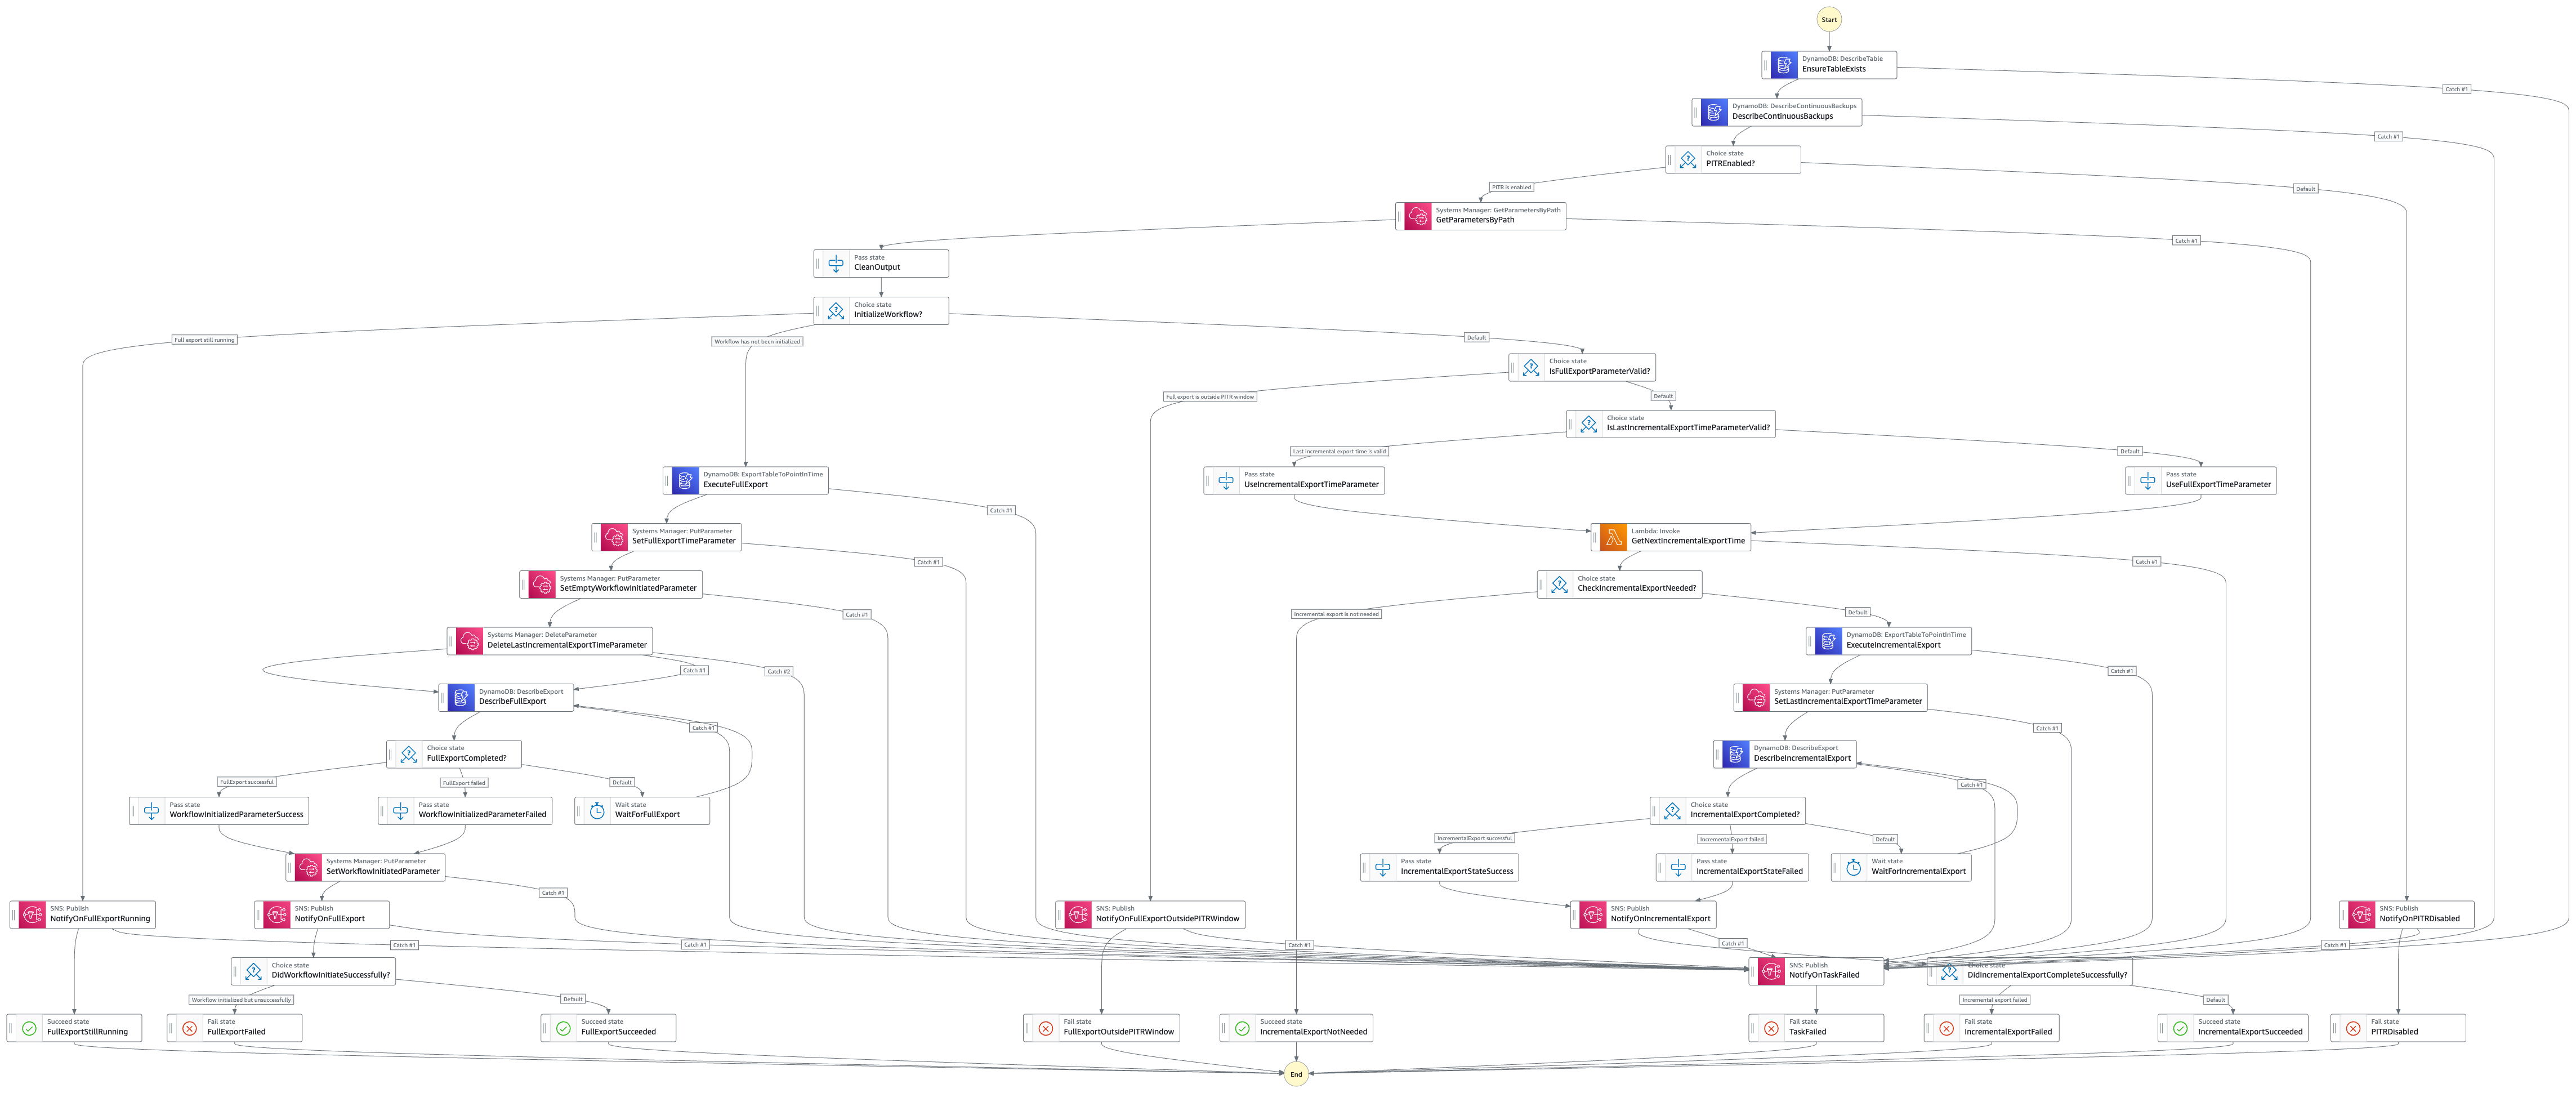 Start
DynamoDB: DescribeTable
EnsureTableExists
Catch #1
DynamoDB: DescribeContinuousBackups
DescribeContinuousBackups
Catch #1
Choice state
PITREnabled?
PITR is enabled
Default
Systems Manager: GetParametersByPath
GetParametersByPath
Catch #1
Pass state
CleanOutput
Choice state
InitializeWorkflow?
Full export still running
Workflow has not been initialized
Default
Choice state
IsFullExportParameterValid?
Full export is outside PITR window
Default
Choice state
IsLastIncrementalExportTimeParameterValid?
Last incremental export time is valid
Default
DynamoDB: ExportTableToPointInTime
ExecuteFullExport
Pass state
UseIncrementalExportTimeParameter
Pass state
UseFullExportTimeParameter
Catch #1
Systems Manager: PutParameter
SetFullExportTimeParameter
Lambda: Invoke
GetNextIncrementalExportTime
Catch #1
Catch #1
Systems Manager: PutParameter
SetEmptyWorkflowInitiatedParameter
Choice state
CheckIncrementalExportNeeded?
Catch #1
Incremental export is not needed
Default
Systems Manager: DeleteParameter
DeleteLastIncrementalExportTimeParameter
DynamoDB: ExportTableToPointInTime
ExecuteIncrementalExport
Catch #1
Catch #2
Catch #1
DynamoDB: DescribeExport
DescribeFullExport
Systems Manager: PutParameter
SetLastIncrementalExportTimeParameter
Catch #1
Catch #1
Choice state
FullExportCompleted?
DynamoDB: DescribeExport
DescribeIncrementalExport
FullExport successful
FullExport failed
Default
Catch #1
Pass state
WorkflowInitializedParameterSuccess
Pass state
WorkflowInitializedParameterFailed
Wait state
WaitForFullExport
Choice state
IncrementalExportCompleted?
IncrementalExport successful
IncrementalExport failed
Default
Systems Manager: PutParameter
SetWorkflowInitiatedParameter
Pass state
IncrementalExportStateSuccess
Pass state
IncrementalExportStateFailed
Wait state
WaitForIncrementalExport
Catch #1
SNS: Publish
NotifyOnFullExportRunning
SNS: Publish
NotifyOnFullExport
SNS: Publish
NotifyOnFullExportOutsidePITRWindow
SNS: Publish
NotifyOnIncrementalExport
SNS: Publish
NotifyOnPITRDisabled
Catch #1
Catch #1
Catch #1
Catch #1
Catch #1
Choice state
DidWorkflowInitiateSuccessfully?
SNS: Publish
NotifyOnTaskFailed
Choice state
DidIncrementalExportCompleteSuccessfully?
Workflow initialized but unsuccessfully
Default
Incremental export failed
Default
Succeed state
FullExportStillRunning
Fail state
FullExportFailed
Succeed state
FullExportSucceeded
Fail state
FullExportOutsidePITRWindow
Succeed state
IncrementalExportNotNeeded
Fail state
TaskFailed
Fail state
IncrementalExportFailed
Succeed state
IncrementalExportSucceeded
Fail state
PITRDisabled
End